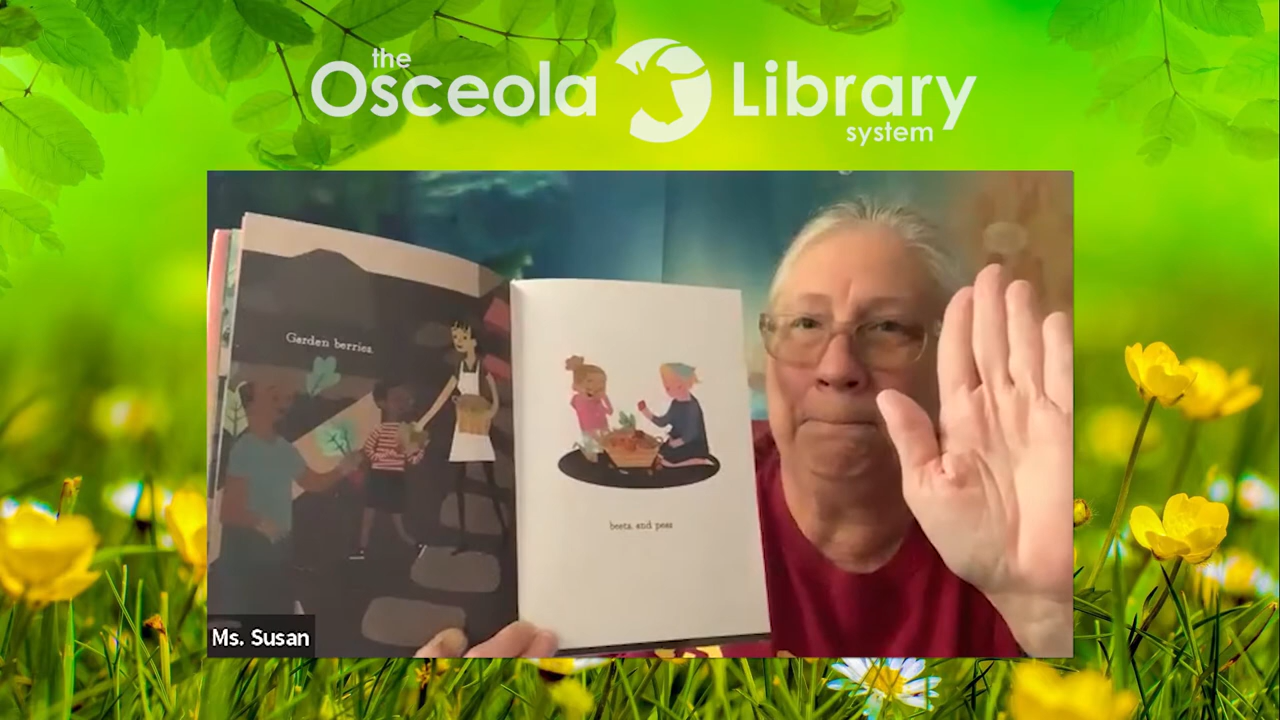 the
Osceola Library
system
Garden berries,
beets, and peas
Ms. Susan